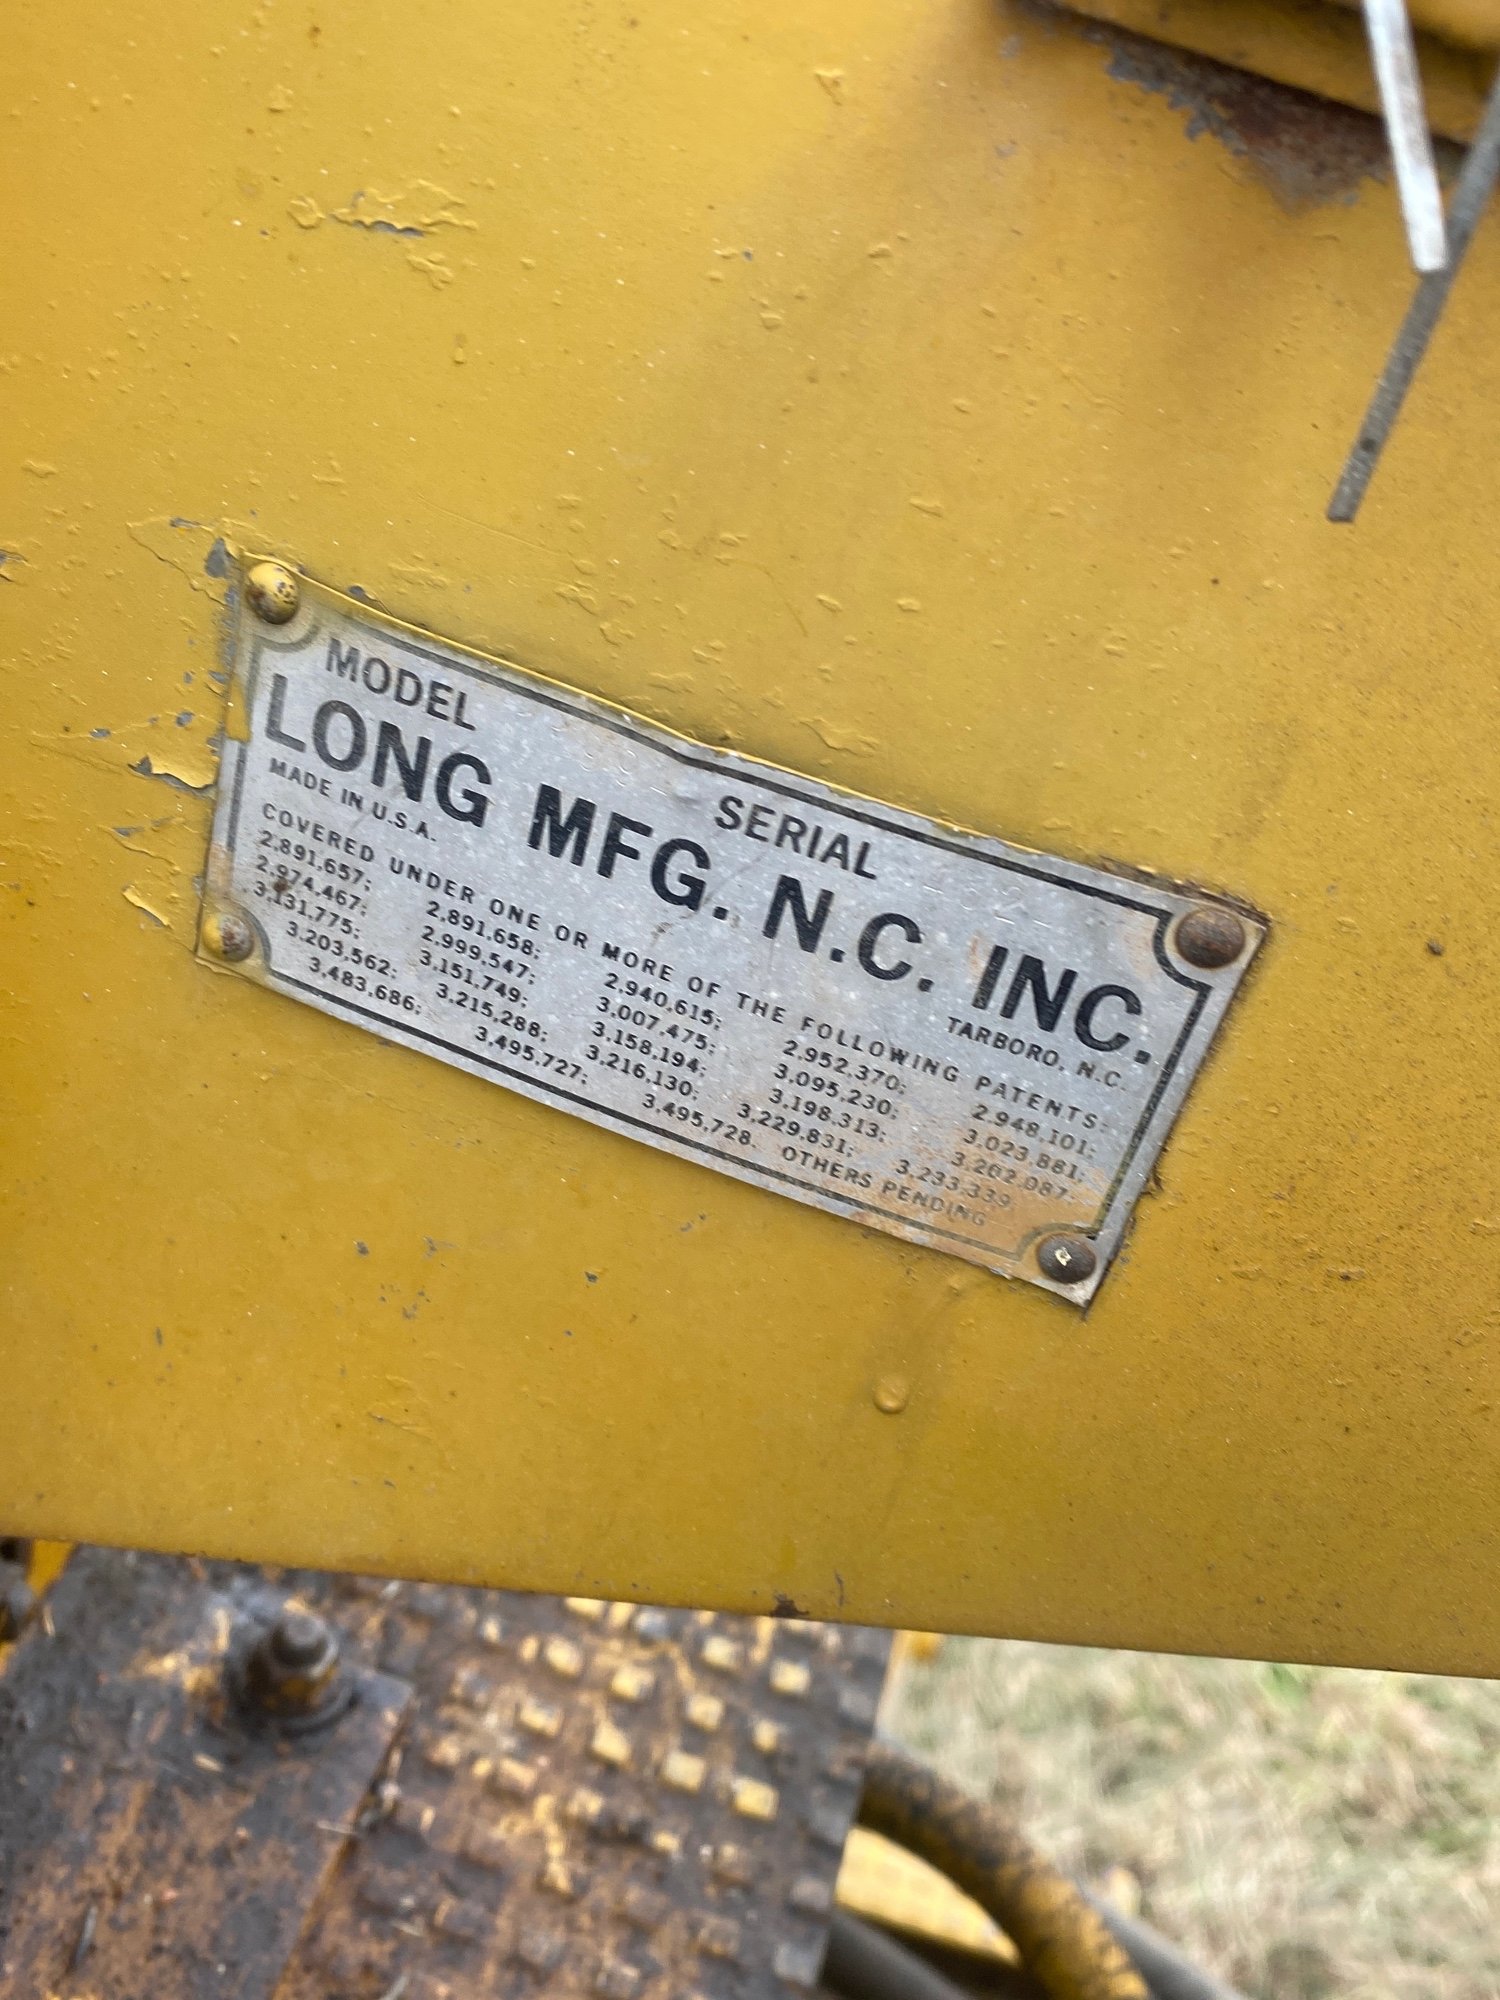 MODEL SERIAL
LONG MFG. N.C. INC.
MADE IN U.S.A. TARBORO, N.C.
COVERED UNDER ONE OR MORE OF THE FOLLOWING PATENTS:
2,891,657; 2,891,658; 2,940,615; 2,952,370; 2,948,101;
2,974,467; 2,999,547; 3,007,475; 3,095,230; 3,023,881;
3,131,775; 3,151,749; 3,158,194; 3,198,313; 3,202,087;
3,203,562; 3,215,288; 3,216,130; 3,229,831; 3,233,339;
3,483,686; 3,495,727; 3,495,728. OTHERS PENDING